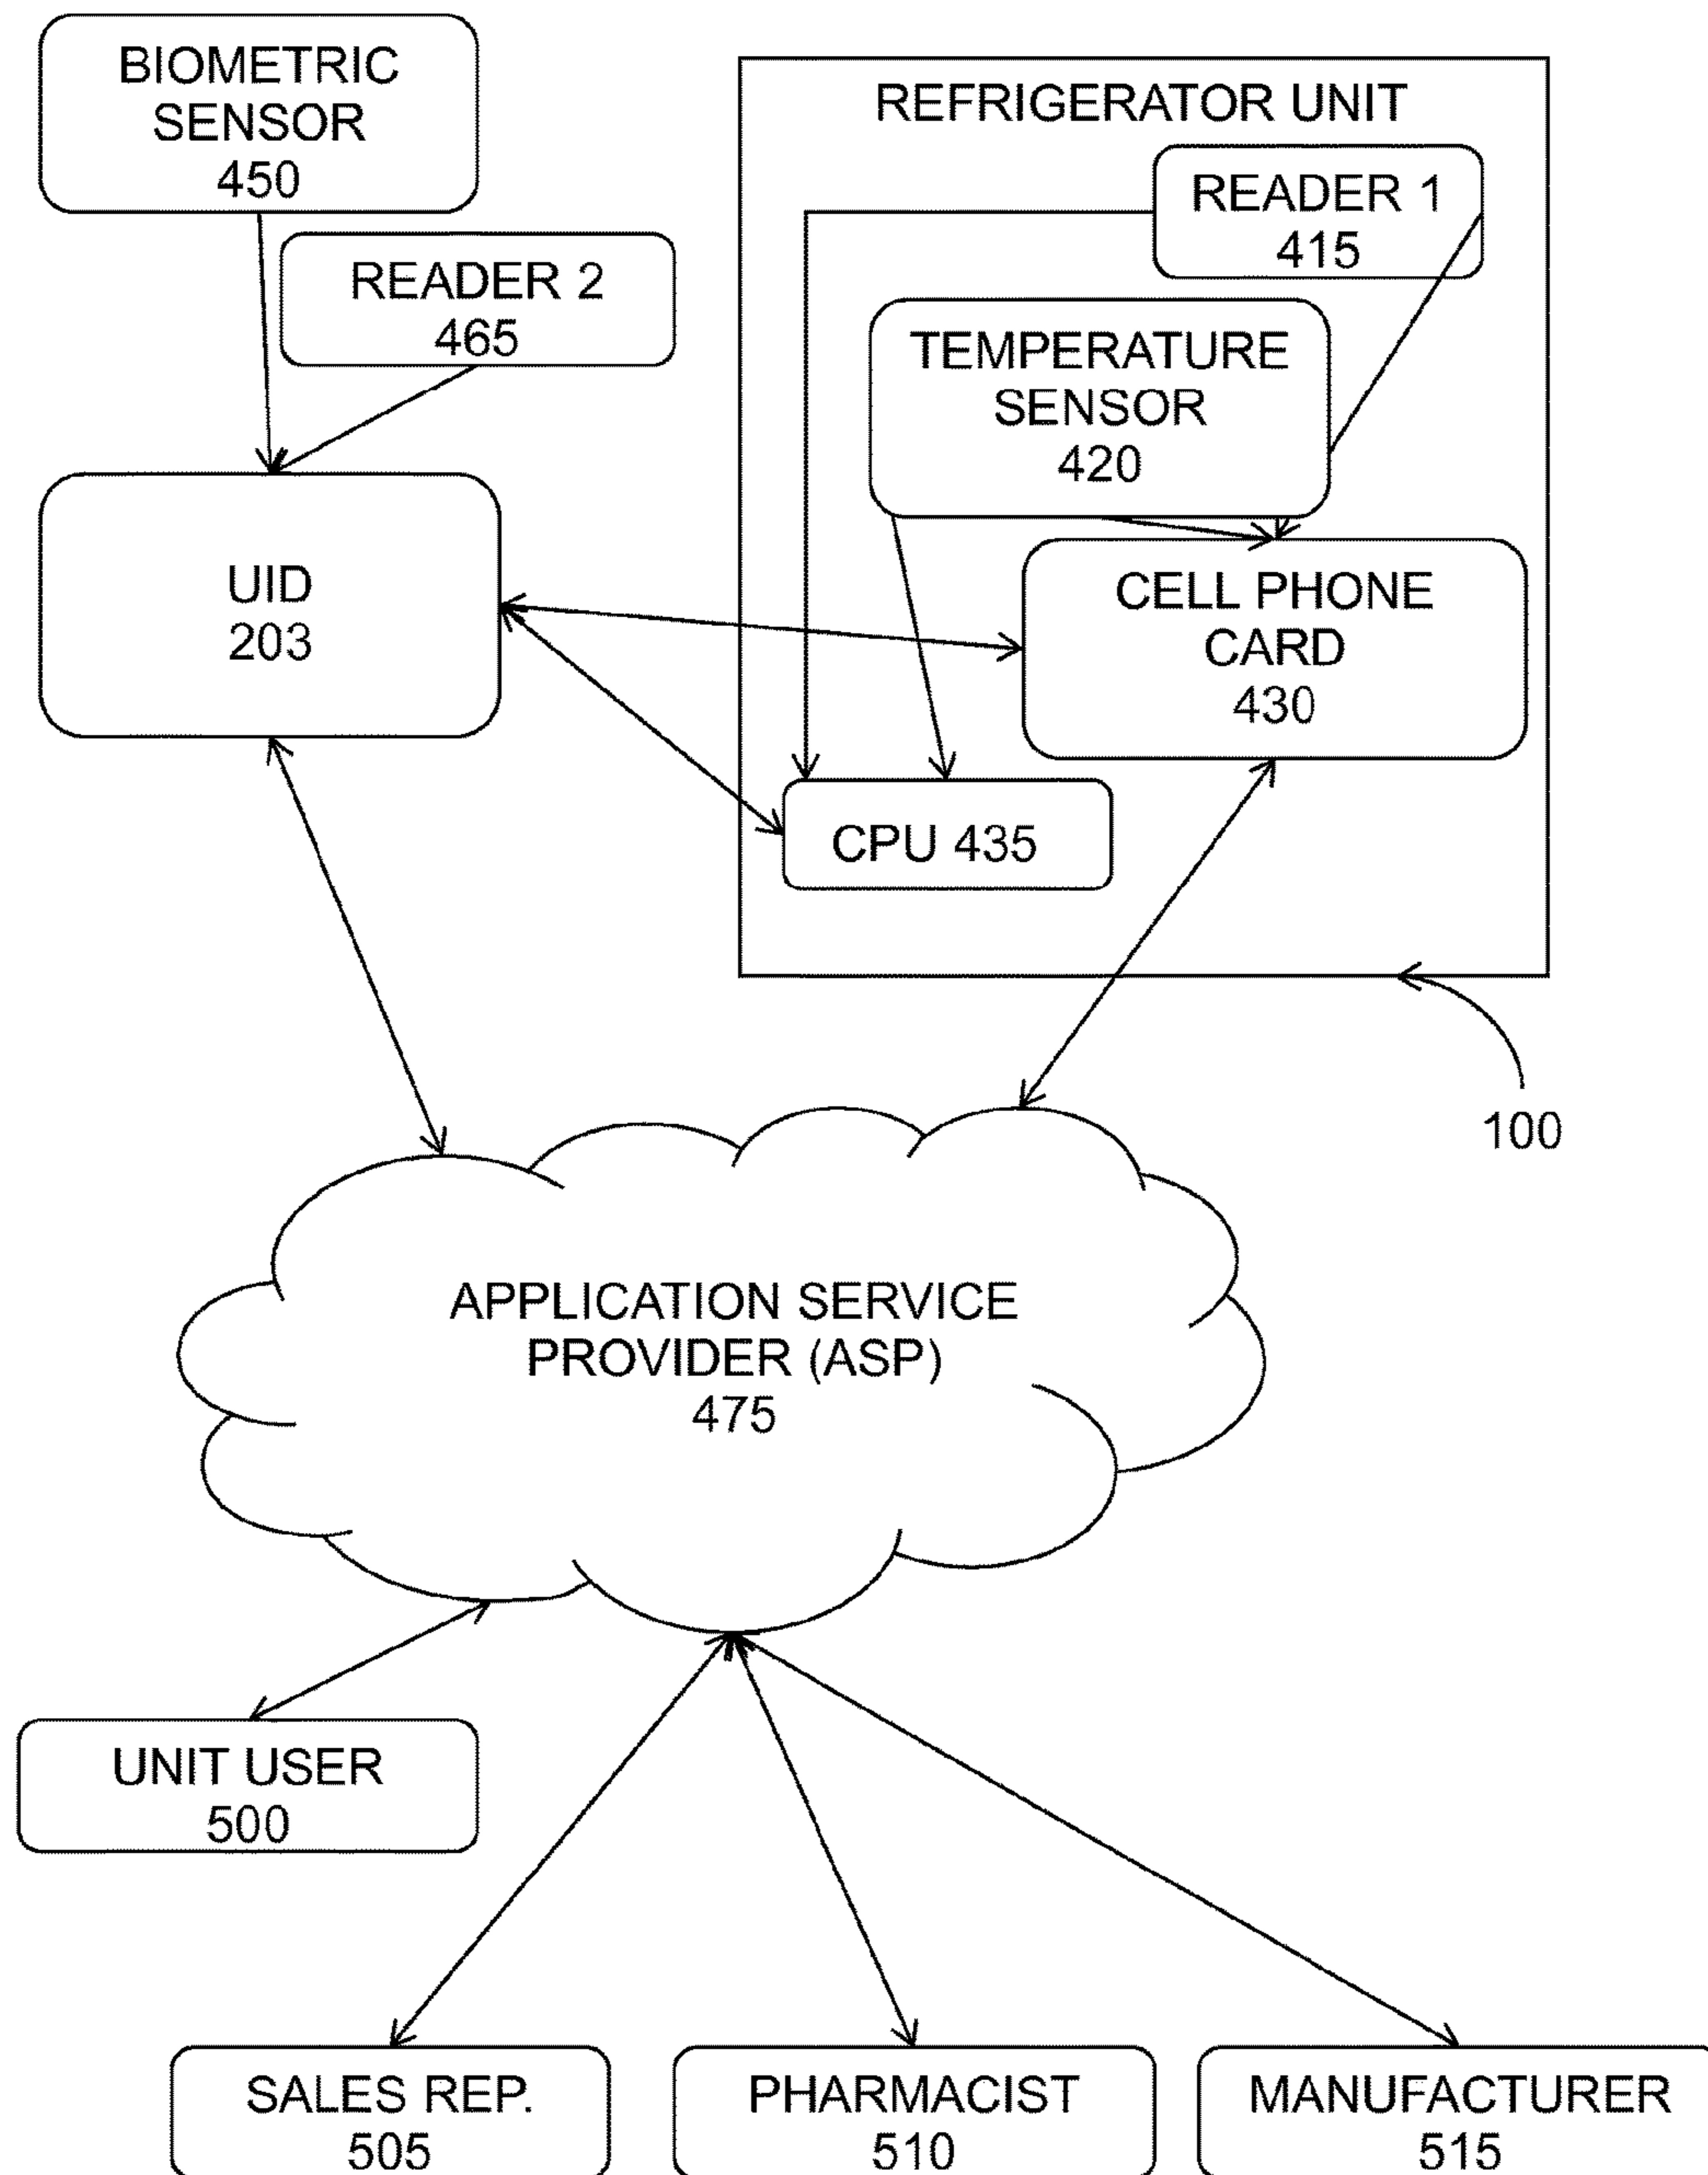 BIOMETRIC
SENSOR
450
READER 2
465
REFRIGERATOR UNIT
READER 1
415
TEMPERATURE
SENSOR
420
UID
203
CELL PHONE
CARD
430
CPU 435
100
APPLICATION SERVICE
PROVIDER (ASP)
475
UNIT USER
500
SALES REP.
505
PHARMACIST
510
MANUFACTURER
515